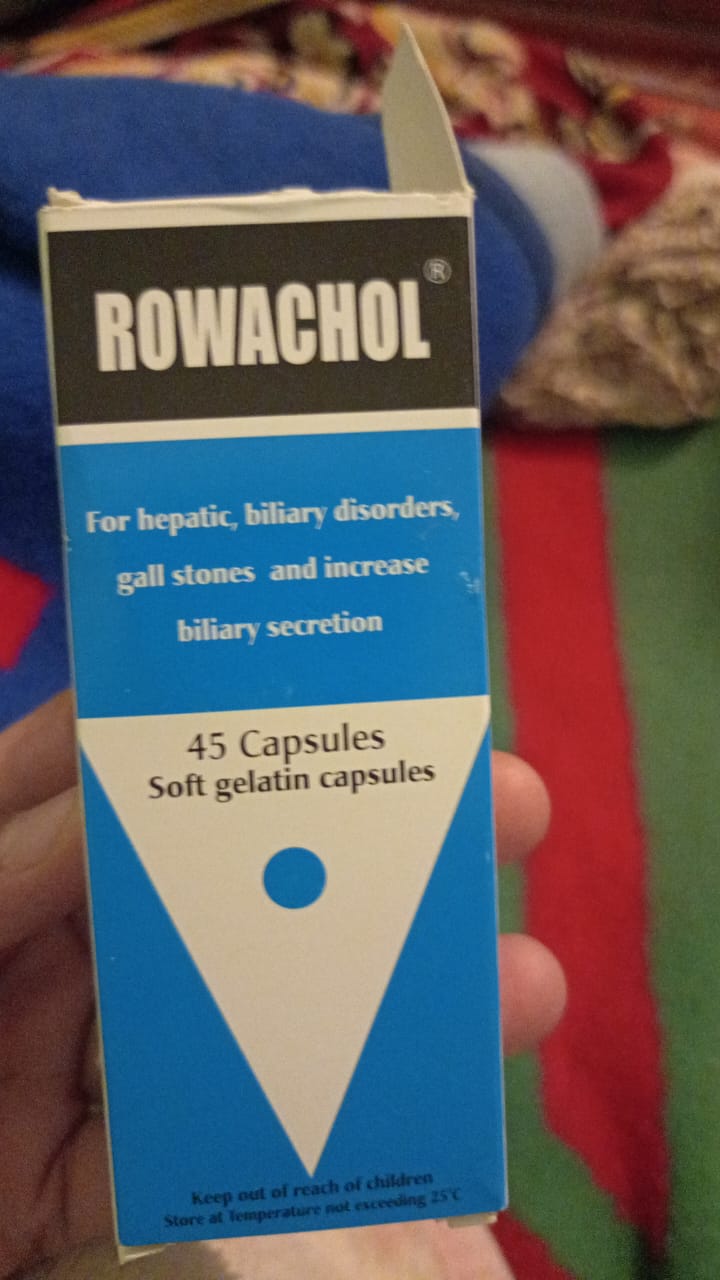 ROWACHOL®
For hepatic, biliary disorders,
gall stones and increase
biliary secretion
45 Capsules
Soft gelatin capsules
Keep out of reach of children
Store at Temperature not exceeding 25°C